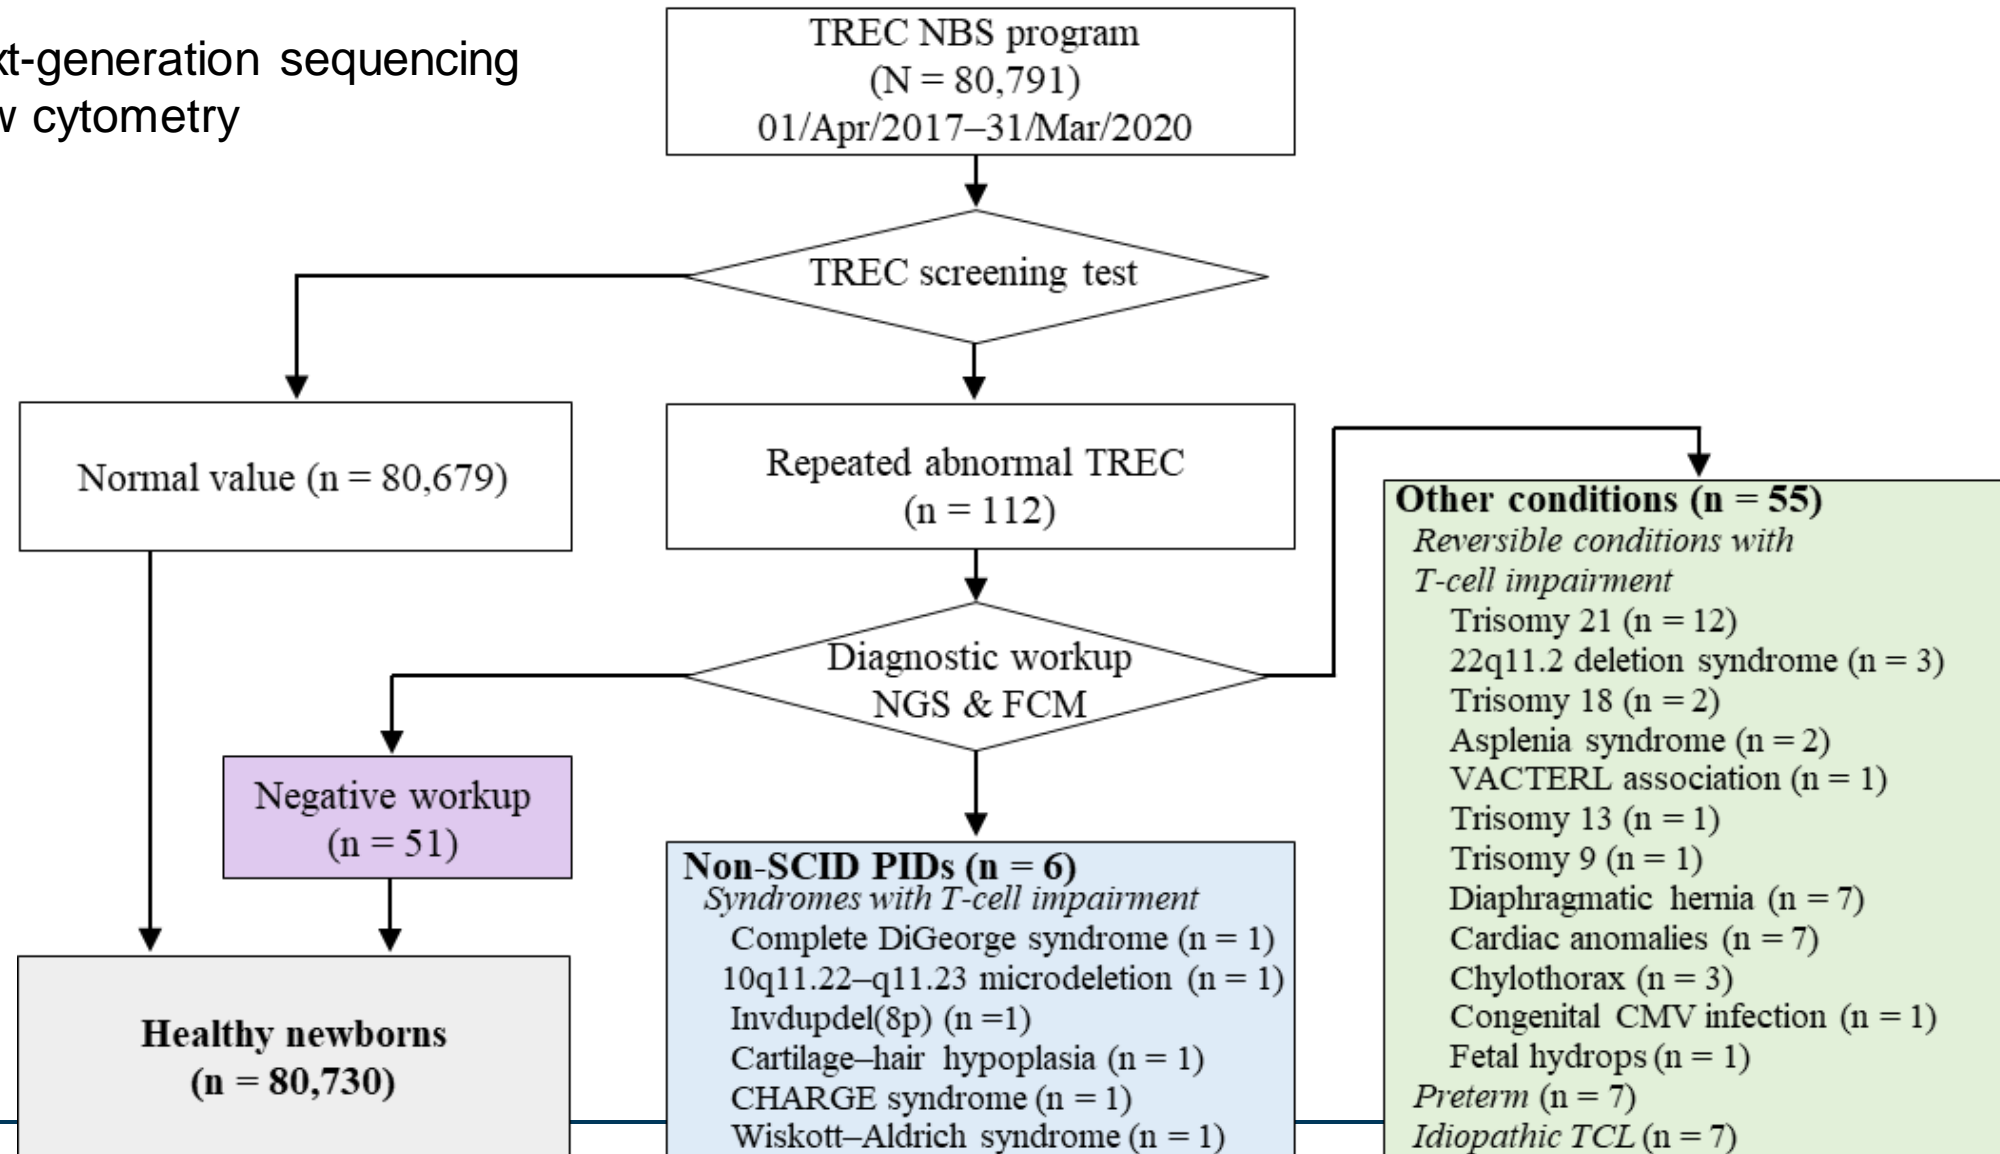 xt-generation sequencing
w cytometry
TREC NBS program
(N = 80,791)
01/Apr/2017–31/Mar/2020
TREC screening test
Normal value (n = 80,679)
Repeated abnormal TREC
(n = 112)
Diagnostic workup
NGS & FCM
Negative workup
(n = 51)
Healthy newborns
(n = 80,730)
Non-SCID PIDs (n = 6)
Syndromes with T-cell impairment
Complete DiGeorge syndrome (n = 1)
10q11.22–q11.23 microdeletion (n = 1)
Invdupdel(8p) (n =1)
Cartilage–hair hypoplasia (n = 1)
CHARGE syndrome (n = 1)
Wiskott–Aldrich syndrome (n = 1)
Other conditions (n = 55)
Reversible conditions with
T-cell impairment
Trisomy 21 (n = 12)
22q11.2 deletion syndrome (n = 3)
Trisomy 18 (n = 2)
Asplenia syndrome (n = 2)
VACTERL association (n = 1)
Trisomy 13 (n = 1)
Trisomy 9 (n = 1)
Diaphragmatic hernia (n = 7)
Cardiac anomalies (n = 7)
Chylothorax (n = 3)
Congenital CMV infection (n = 1)
Fetal hydrops (n = 1)
Preterm (n = 7)
Idiopathic TCL (n = 7)